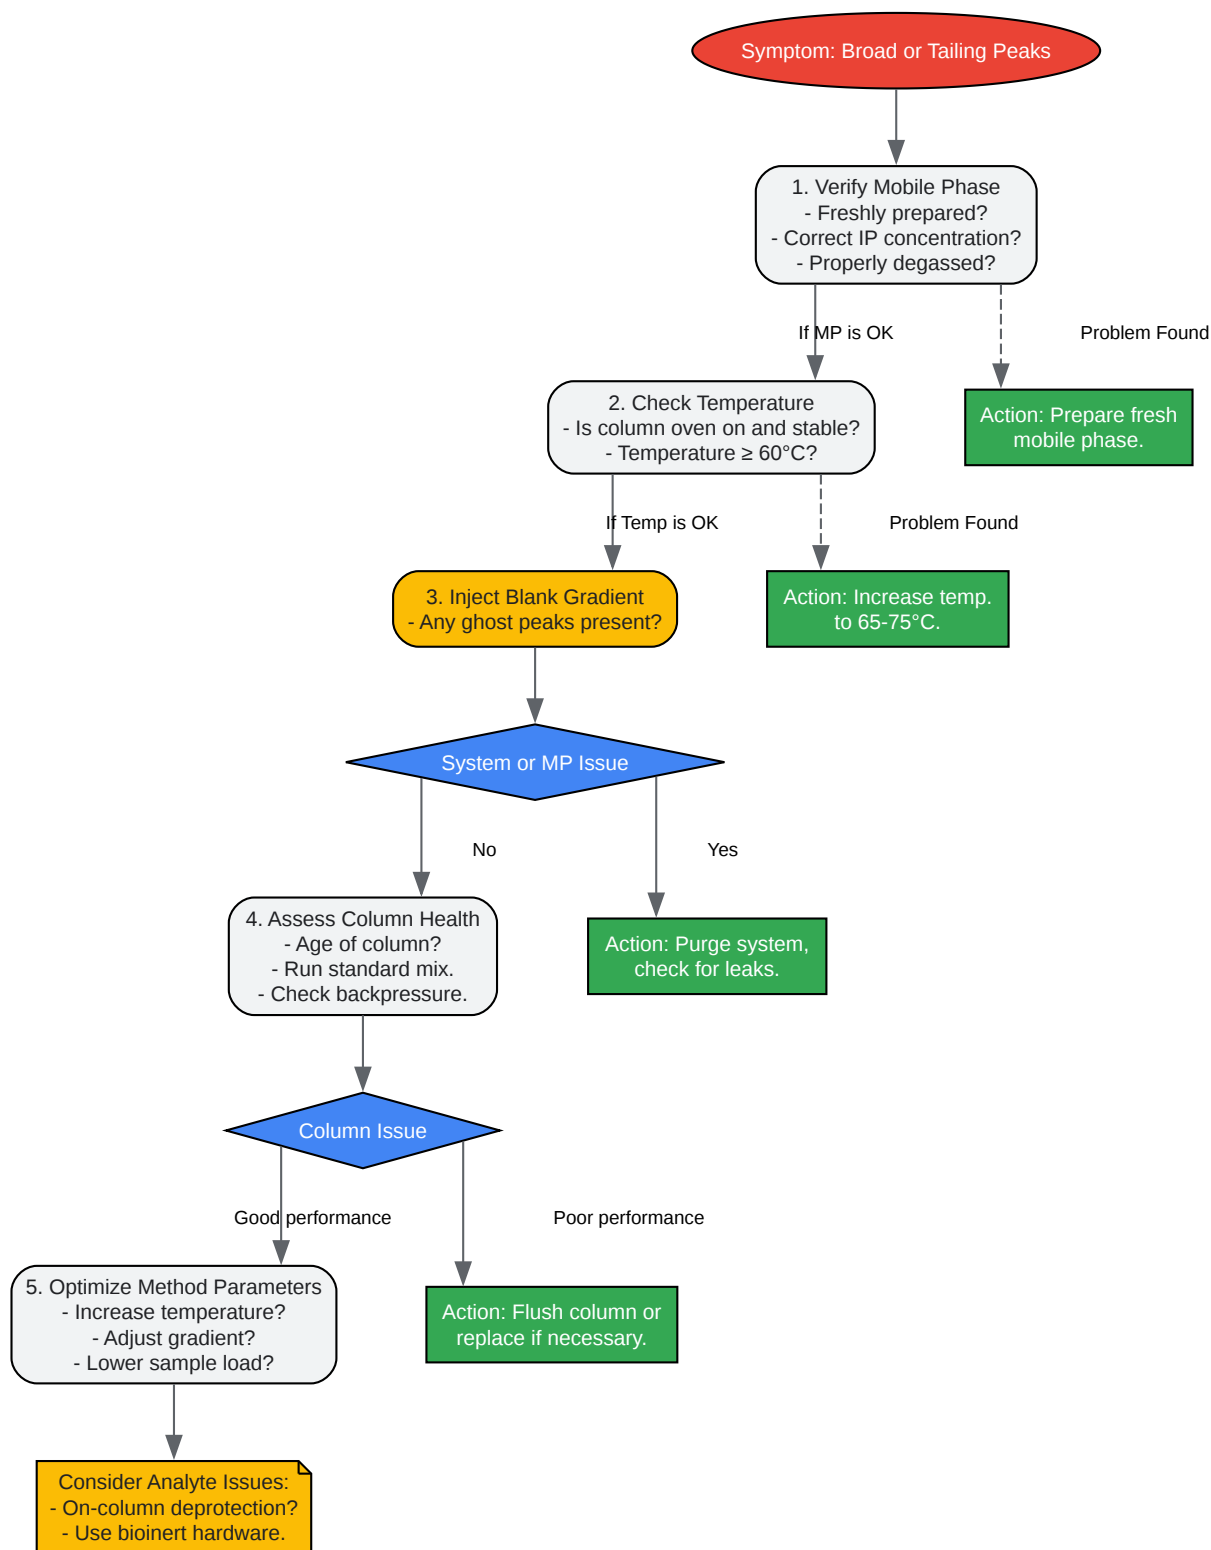 Symptom: Broad or Tailing Peaks
1. Verify Mobile Phase
- Freshly prepared?
- Correct IP concentration?
- Properly degassed?
If MP is OK
Problem Found
2. Check Temperature
- Is column oven on and stable?
- Temperature ≥ 60°C?
Action: Prepare fresh
mobile phase.
If Temp is OK
Problem Found
3. Inject Blank Gradient
- Any ghost peaks present?
Action: Increase temp.
to 65-75°C.
System or MP Issue
No
Yes
4. Assess Column Health
- Age of column?
- Run standard mix.
- Check backpressure.
Action: Purge system,
check for leaks.
Column Issue
Good performance
Poor performance
5. Optimize Method Parameters
- Increase temperature?
- Adjust gradient?
- Lower sample load?
Action: Flush column or
replace if necessary.
Consider Analyte Issues:
- On-column deprotection?
- Use bioinert hardware.